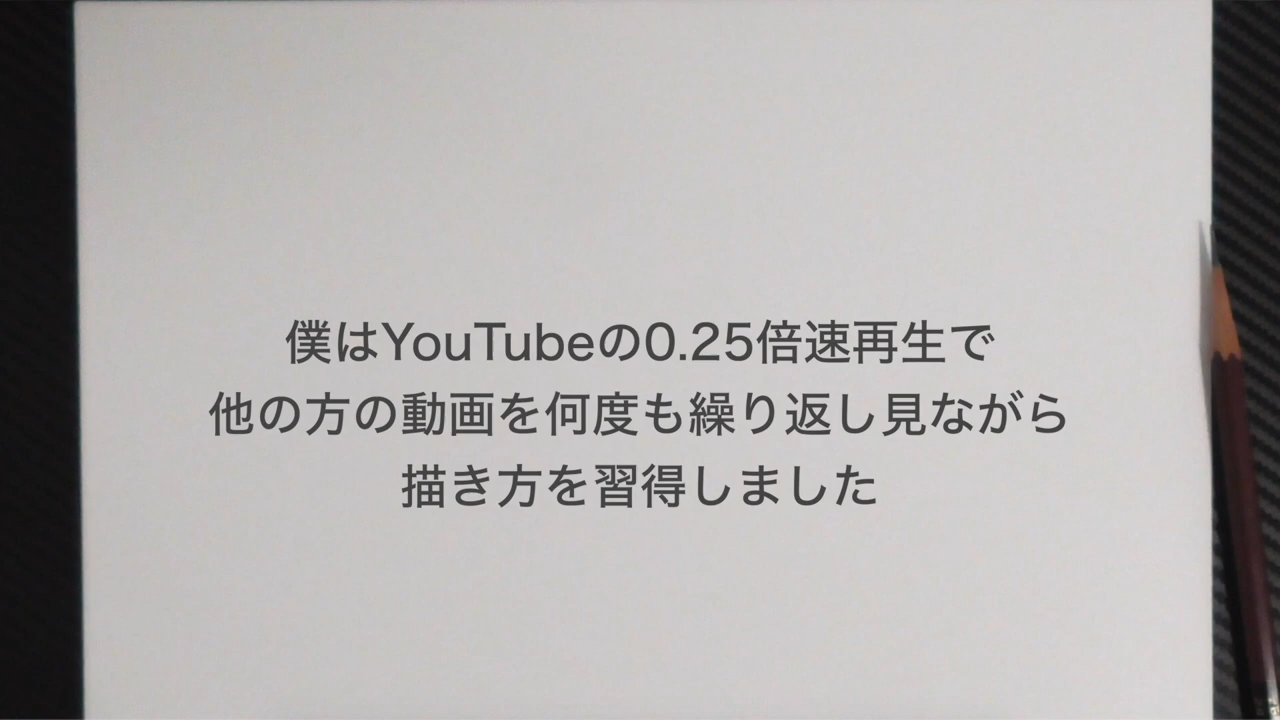 僕はYouTubeの0.25倍速再生で
他の方の動画を何度も繰り返し見ながら
描き方を習得しました